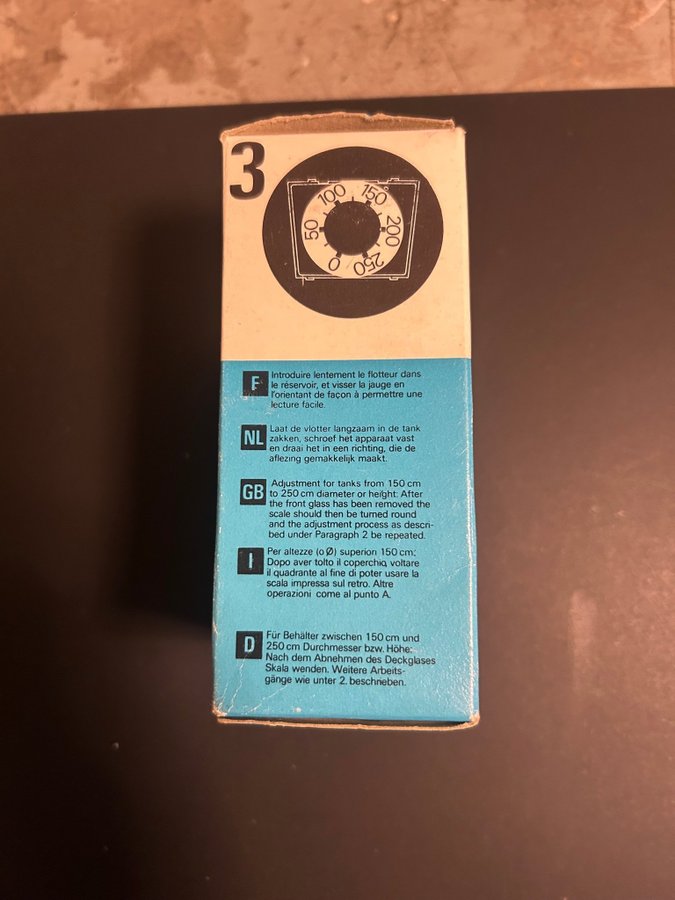 3
0 50 100 150 200 250
F
Introduire lentement le flotteur dans
le réservoir, et visser la jauge en
l'orientant de façon à permettre une
lecture facile.
NL
Laat de vlotter langzaam in de tank
zakken, schroef het apparaat vast
en draai het in een richting, die de
aflezing gemakkelijk maakt.
GB
Adjustment for tanks from 150 cm
to 250 cm diameter or height: After
the front glass has been removed the
scale should then be turned round
and the adjustment process as descri-
bed under Paragraph 2 be repeated.
I
Per altezze (o Ø) superion 150 cm:
Dopo aver tolto il coperchio, voltare
il quadrante al fine di poter usare la
scala impressa sul retro. Altre
operazioni come al punto A.
D
Für Behälter zwischen 150 cm und
250 cm Durchmesser bzw. Höhe:
Nach dem Abnehmen des Deckglases
Skala wenden. Weitere Arbeits-
gänge wie unter 2. beschneben.